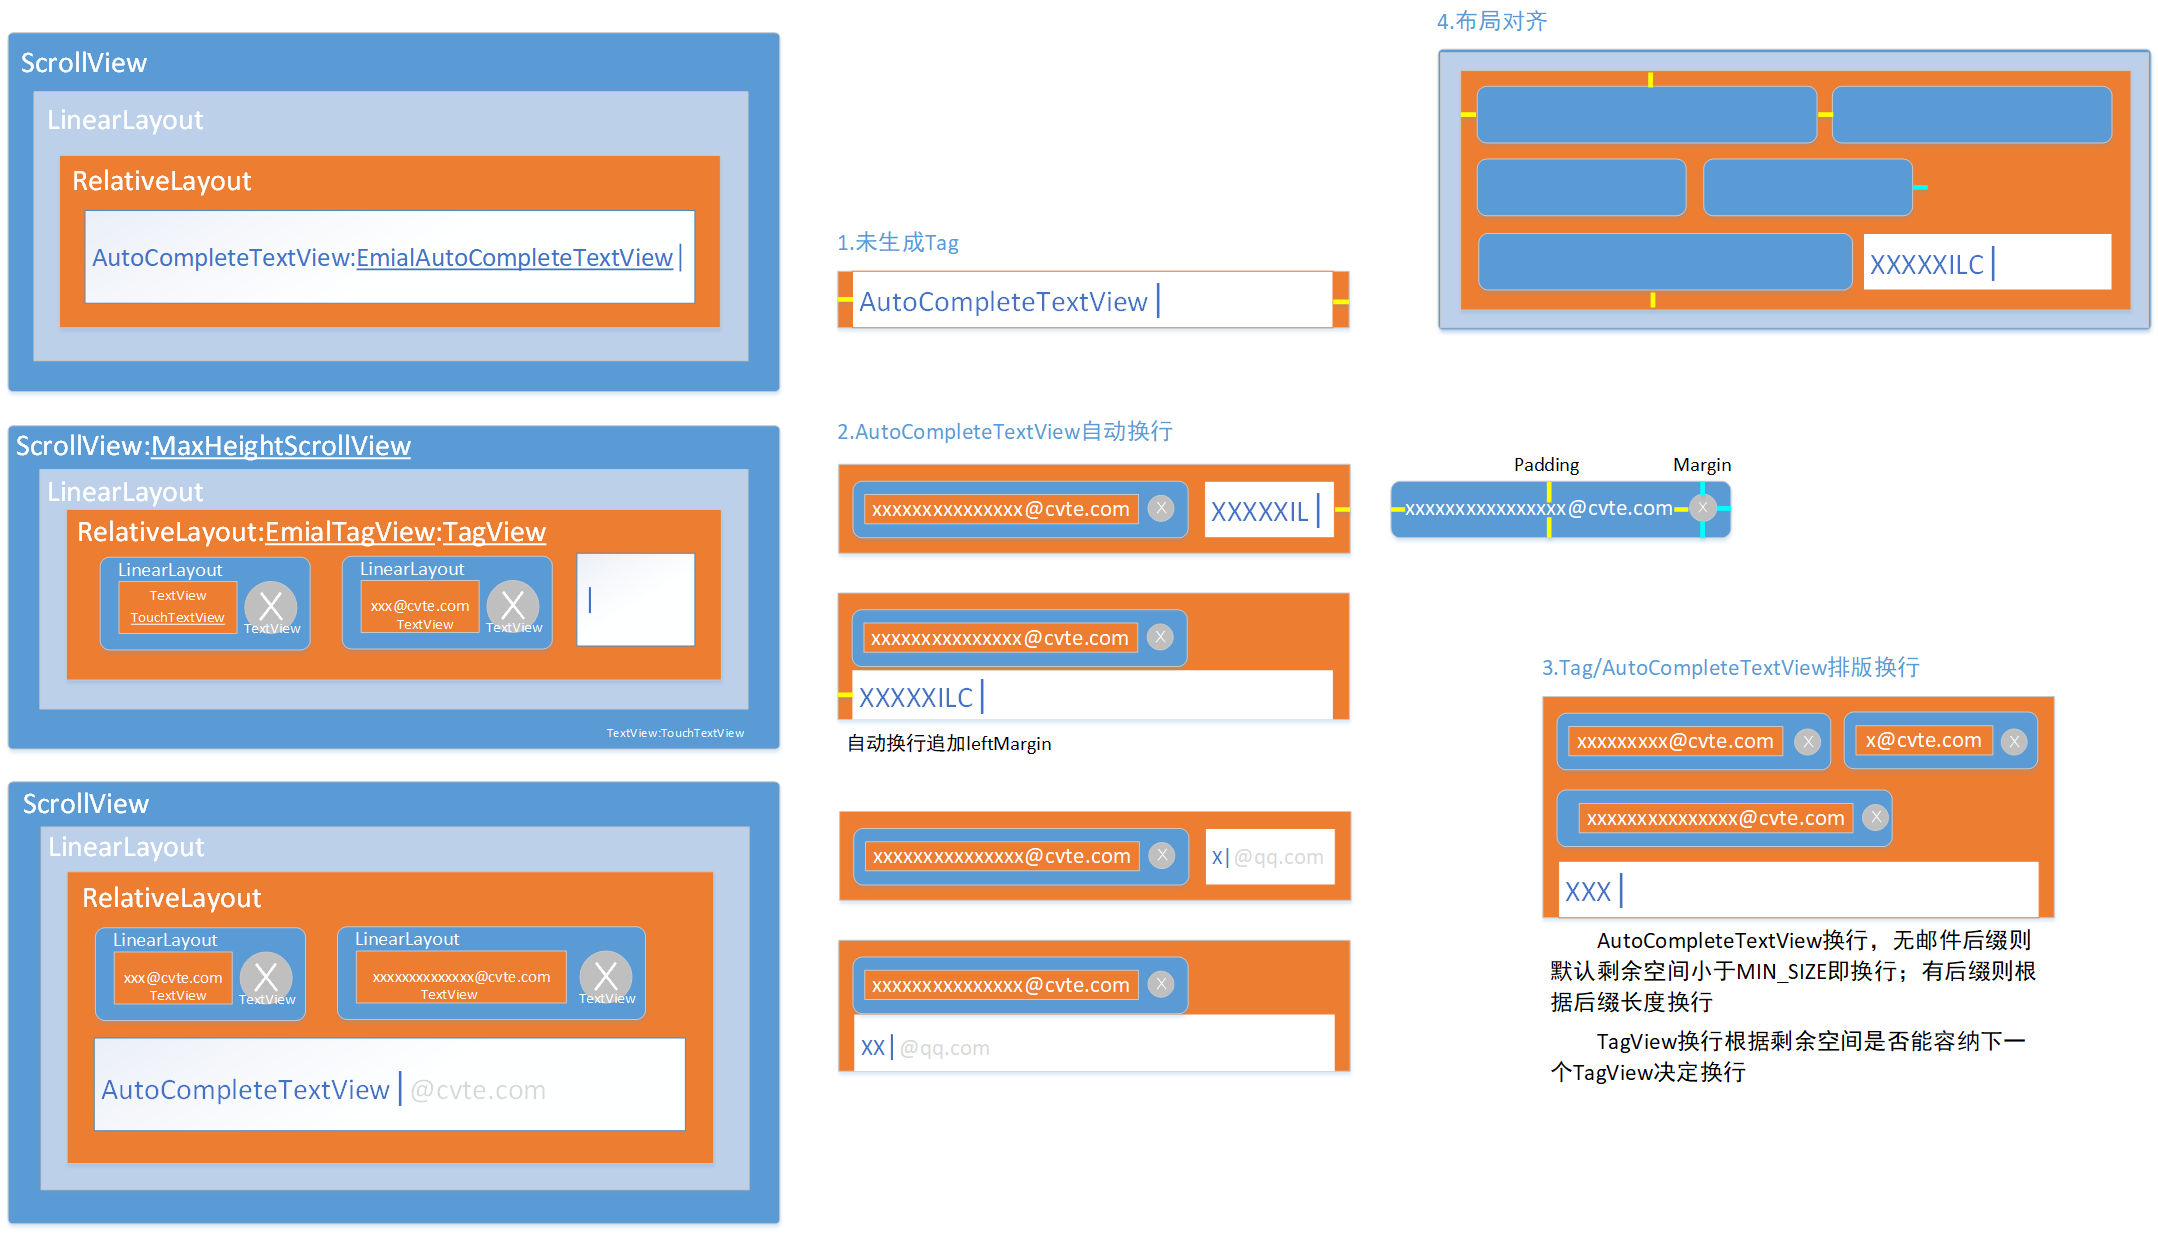 ScrollView
LinearLayout
RelativeLayout
AutoCompleteTextView:EmialAutoCompleteTextView
ScrollView:MaxHeightScrollView
LinearLayout
RelativeLayout:EmialTagView:TagView
LinearLayout
TextView
TouchTextView
X
TextView
LinearLayout
xxx@cvte.com
TextView
X
TextView
TextView:TouchTextView
ScrollView
LinearLayout
RelativeLayout
LinearLayout
xxx@cvte.com
TextView
X
TextView
LinearLayout
xxxxxxxxxxxxxx@cvte.com
TextView
X
TextView
AutoCompleteTextView @cvte.com
1.未生成Tag
AutoCompleteTextView
2.AutoCompleteTextView自动换行
xxxxxxxxxxxxxxx@cvte.com X
XXXXXIL
xxxxxxxxxxxxxxx@cvte.com X
XXXXXILC
自动换行追加leftMargin
xxxxxxxxxxxxxxx@cvte.com X
X @qq.com
xxxxxxxxxxxxxxx@cvte.com X
XX @qq.com
4.布局对齐
XXXXXILC
Padding
Margin
xxxxxxxxxxxxxxxx@cvte.com X
3.Tag/AutoCompleteTextView排版换行
xxxxxxxxx@cvte.com X
x@cvte.com X
xxxxxxxxxxxxxxx@cvte.com X
XXX
AutoCompleteTextView换行，无邮件后缀则
默认剩余空间小于MIN_SIZE即换行；有后缀则根
据后缀长度换行
TagView换行根据剩余空间是否能容纳下一
个TagView决定换行